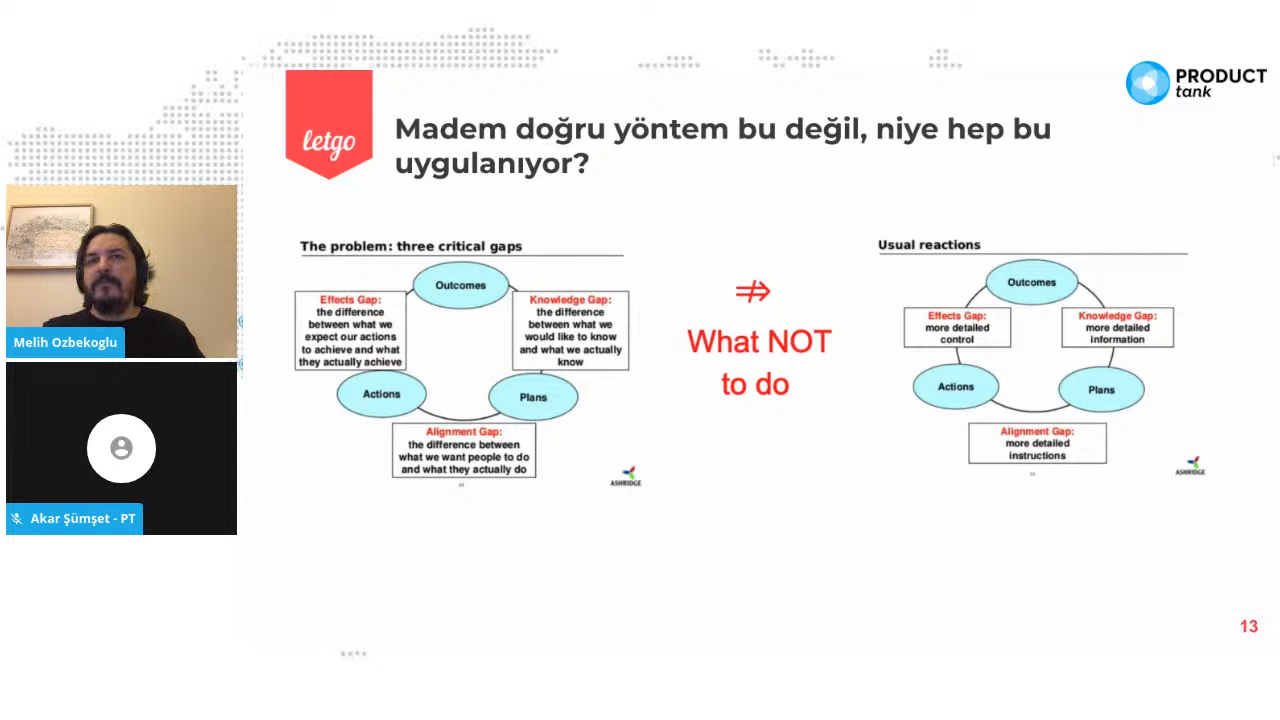 PRODUCT
tank
letgo
Madem doğru yöntem bu değil, niye hep bu
uygulanıyor?
The problem: three critical gaps
Outcomes
Effects Gap:
the difference
between what we
expect our actions
to achieve and what
they actually achieve
Knowledge Gap:
the difference
between what we
would like to know
and what we actually
know
Actions
Plans
Alignment Gap:
the difference between
what we want people to do
and what they actually do
ASHRIDGE
⇏
What NOT
to do
Usual reactions
Outcomes
Effects Gap:
more detailed
control
Knowledge Gap:
more detailed
information
Actions
Plans
Alignment Gap:
more detailed
instructions
ASHRIDGE
Melih Ozbekoglu
Akar Şümşet - PT
13